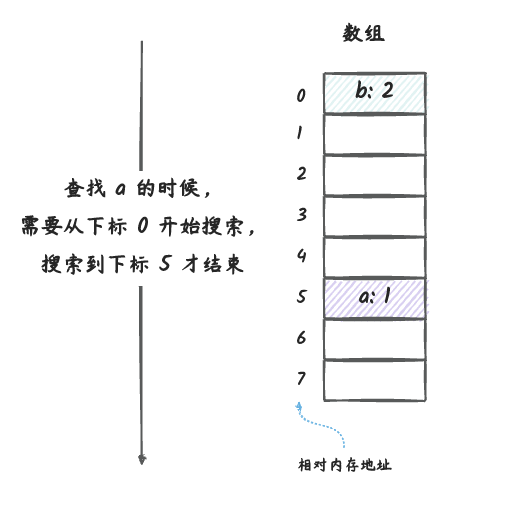 数组
0
b: 2
1
2
3
4
5
a: 1
6
7
查找 a 的时候，
需要从下标 0 开始搜索，
搜索到下标 5 才结束
相对内存地址